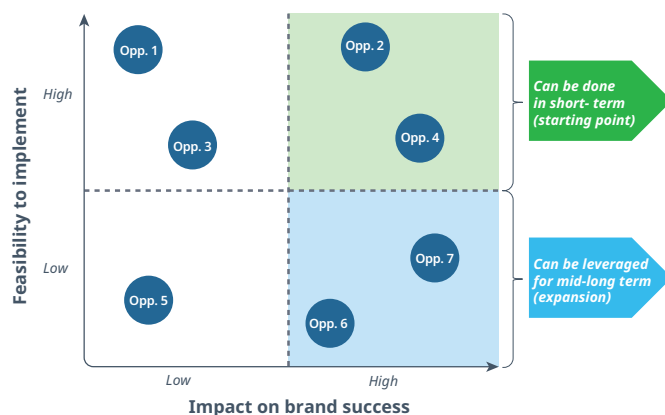 Opp. 1
Opp. 2
Opp. 3
Opp. 4
Opp. 5
Opp. 6
Opp. 7
Feasibility to implement
High
Low
Low
High
Impact on brand success
Can be done
in short- term
(starting point)
Can be leveraged
for mid-long term
(expansion)